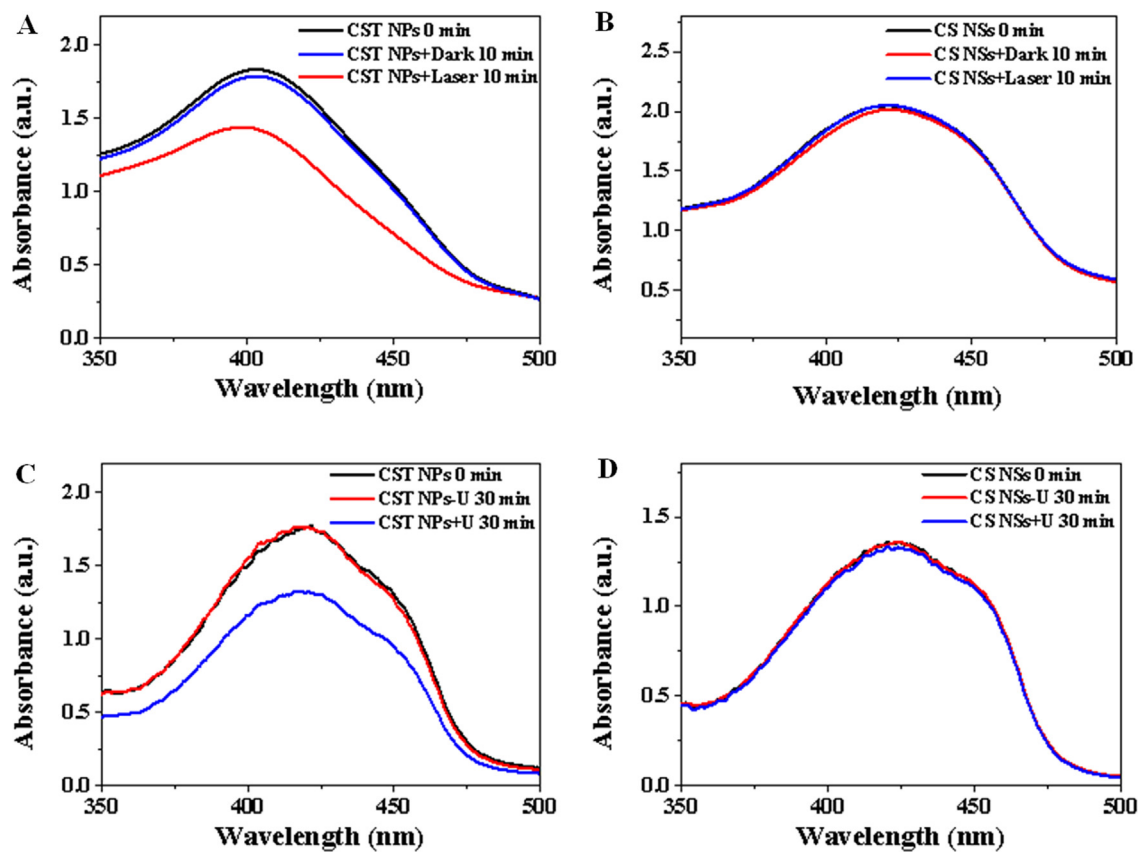 A
CST NPs 0 min
CST NPs+Dark 10 min
CST NPs+Laser 10 min
Absorbance (a.u.)
2.0
1.5
1.0
0.5
0.0
350
400
450
500
Wavelength (nm)
B
CS NSs 0 min
CS NSs+Dark 10 min
CS NSs+Laser 10 min
Absorbance (a.u.)
2.5
2.0
1.5
1.0
0.5
350
400
450
500
Wavelength (nm)
C
CST NPs 0 min
CST NPs-U 30 min
CST NPs+U 30 min
Absorbance (a.u.)
2.0
1.5
1.0
0.5
0.0
350
400
450
500
Wavelength (nm)
D
CS NSs 0 min
CS NSs-U 30 min
CS NSs+U 30 min
Absorbance (a.u.)
1.5
1.0
0.5
0.0
350
400
450
500
Wavelength (nm)